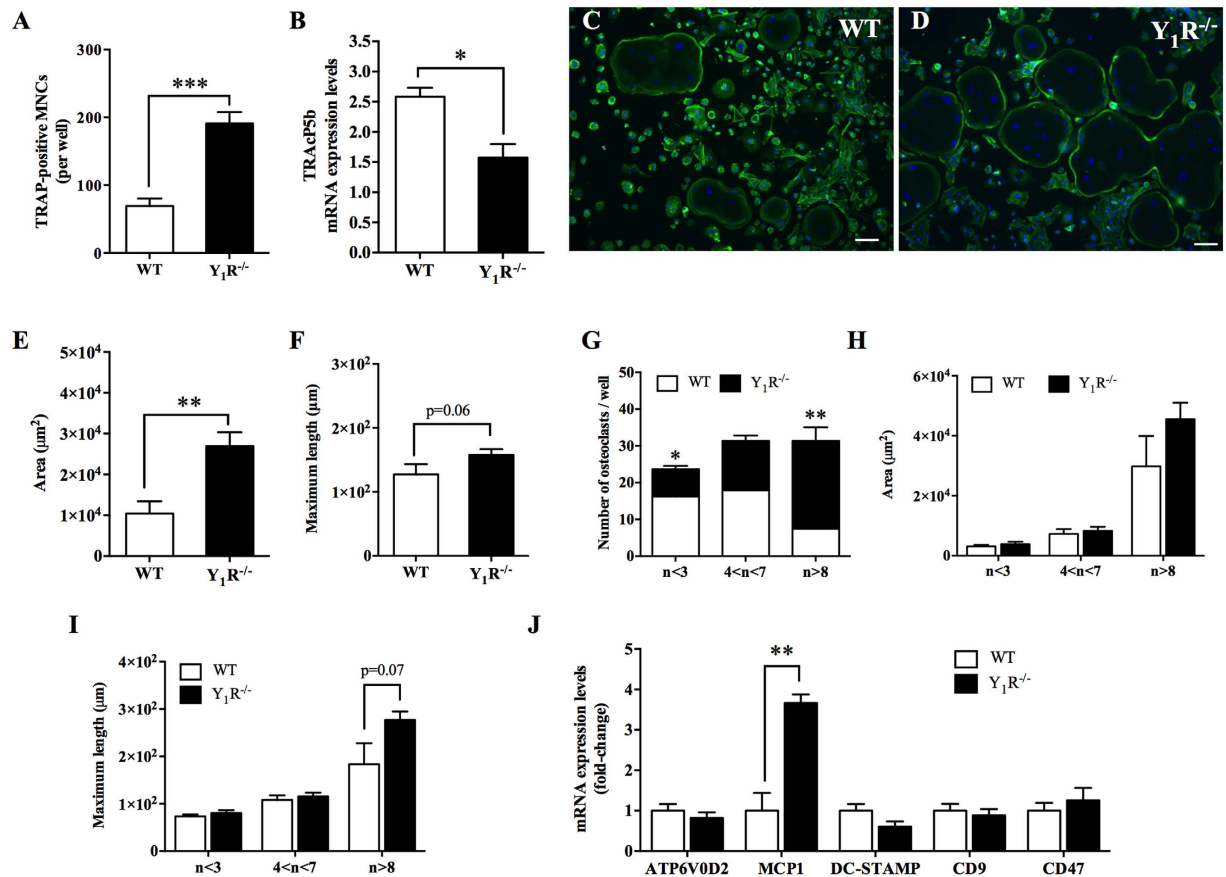 A
TRAP-positive MNCs
(per well)
300
200
100
0
***
WT
Y₁R⁻/⁻
B
TRAcP5b
mRNA expression levels
3.5
3.0
2.5
2.0
1.5
1.0
0.5
0.0
*
WT
Y₁R⁻/⁻
C
WT
D
Y₁R⁻/⁻
E
Area (μm²)
5×10⁴
4×10⁴
3×10⁴
2×10⁴
1×10⁴
0
**
WT
Y₁R⁻/⁻
F
Maximum length (μm)
3×10²
2×10²
1×10²
0
p=0.06
WT
Y₁R⁻/⁻
G
Number of osteoclasts / well
50
40
30
20
10
0
WT
Y₁R⁻/⁻
*
**
n<3
4<n<7
n>8
H
Area (μm²)
6×10⁴
4×10⁴
2×10⁴
0
WT
Y₁R⁻/⁻
n<3
4<n<7
n>8
I
Maximum length (μm)
4×10²
3×10²
2×10²
1×10²
0
WT
Y₁R⁻/⁻
p=0.07
n<3
4<n<7
n>8
J
mRNA expression levels
(fold-change)
5
4
3
2
1
0
**
WT
Y₁R⁻/⁻
ATP6V0D2
MCP1
DC-STAMP
CD9
CD47